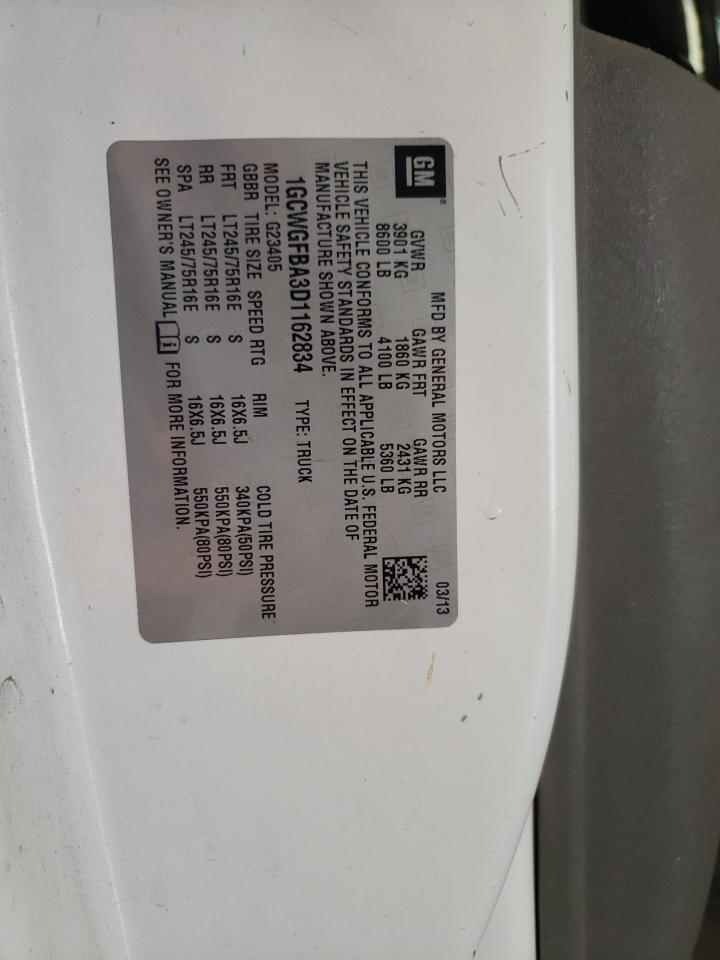 GM
MFD BY GENERAL MOTORS LLC 03/13
GVWR GAWR FRT GAWR RR
3901 KG 1860 KG 2431 KG
8600 LB 4100 LB 5360 LB
THIS VEHICLE CONFORMS TO ALL APPLICABLE U.S. FEDERAL MOTOR
VEHICLE SAFETY STANDARDS IN EFFECT ON THE DATE OF
MANUFACTURE SHOWN ABOVE.
1GCWGFBA3D1162834 TYPE: TRUCK
MODEL: G23405
GBBR TIRE SIZE SPEED RTG RIM COLD TIRE PRESSURE
FRT LT245/75R16E S 16X6.5J 340KPA(50PSI)
RR LT245/75R16E S 16X6.5J 550KPA(80PSI)
SPA LT245/75R16E S 16X6.5J 550KPA(80PSI)
SEE OWNER'S MANUAL FOR MORE INFORMATION.